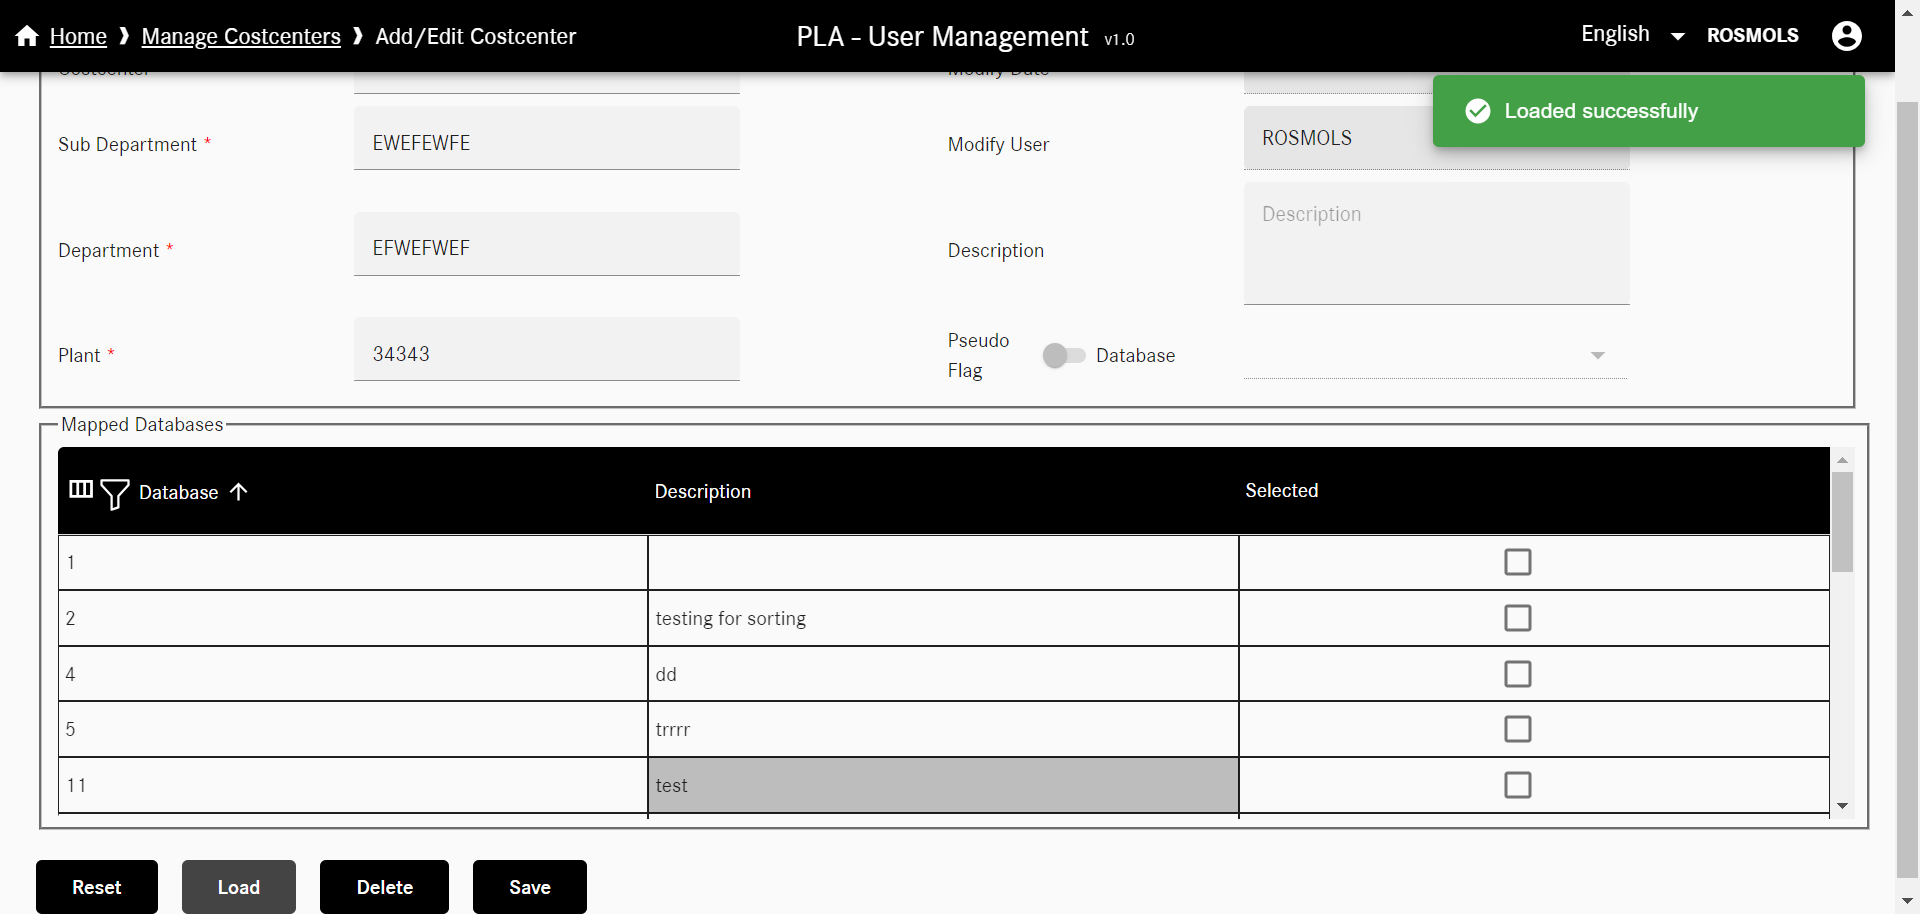 Home ❱ Manage Costcenters ❱ Add/Edit Costcenter
PLA - User Management v1.0
English
ROSMOLS
Costcenter
Modify Date
Loaded successfully
Sub Department *
EWEFEWFE
Modify User
ROSMOLS
Department *
EFWEFWEF
Description
Description
Plant *
34343
Pseudo
Flag
Database
Mapped Databases
Database
Description
Selected
1
2
testing for sorting
4
dd
5
trrrr
11
test
Reset
Load
Delete
Save